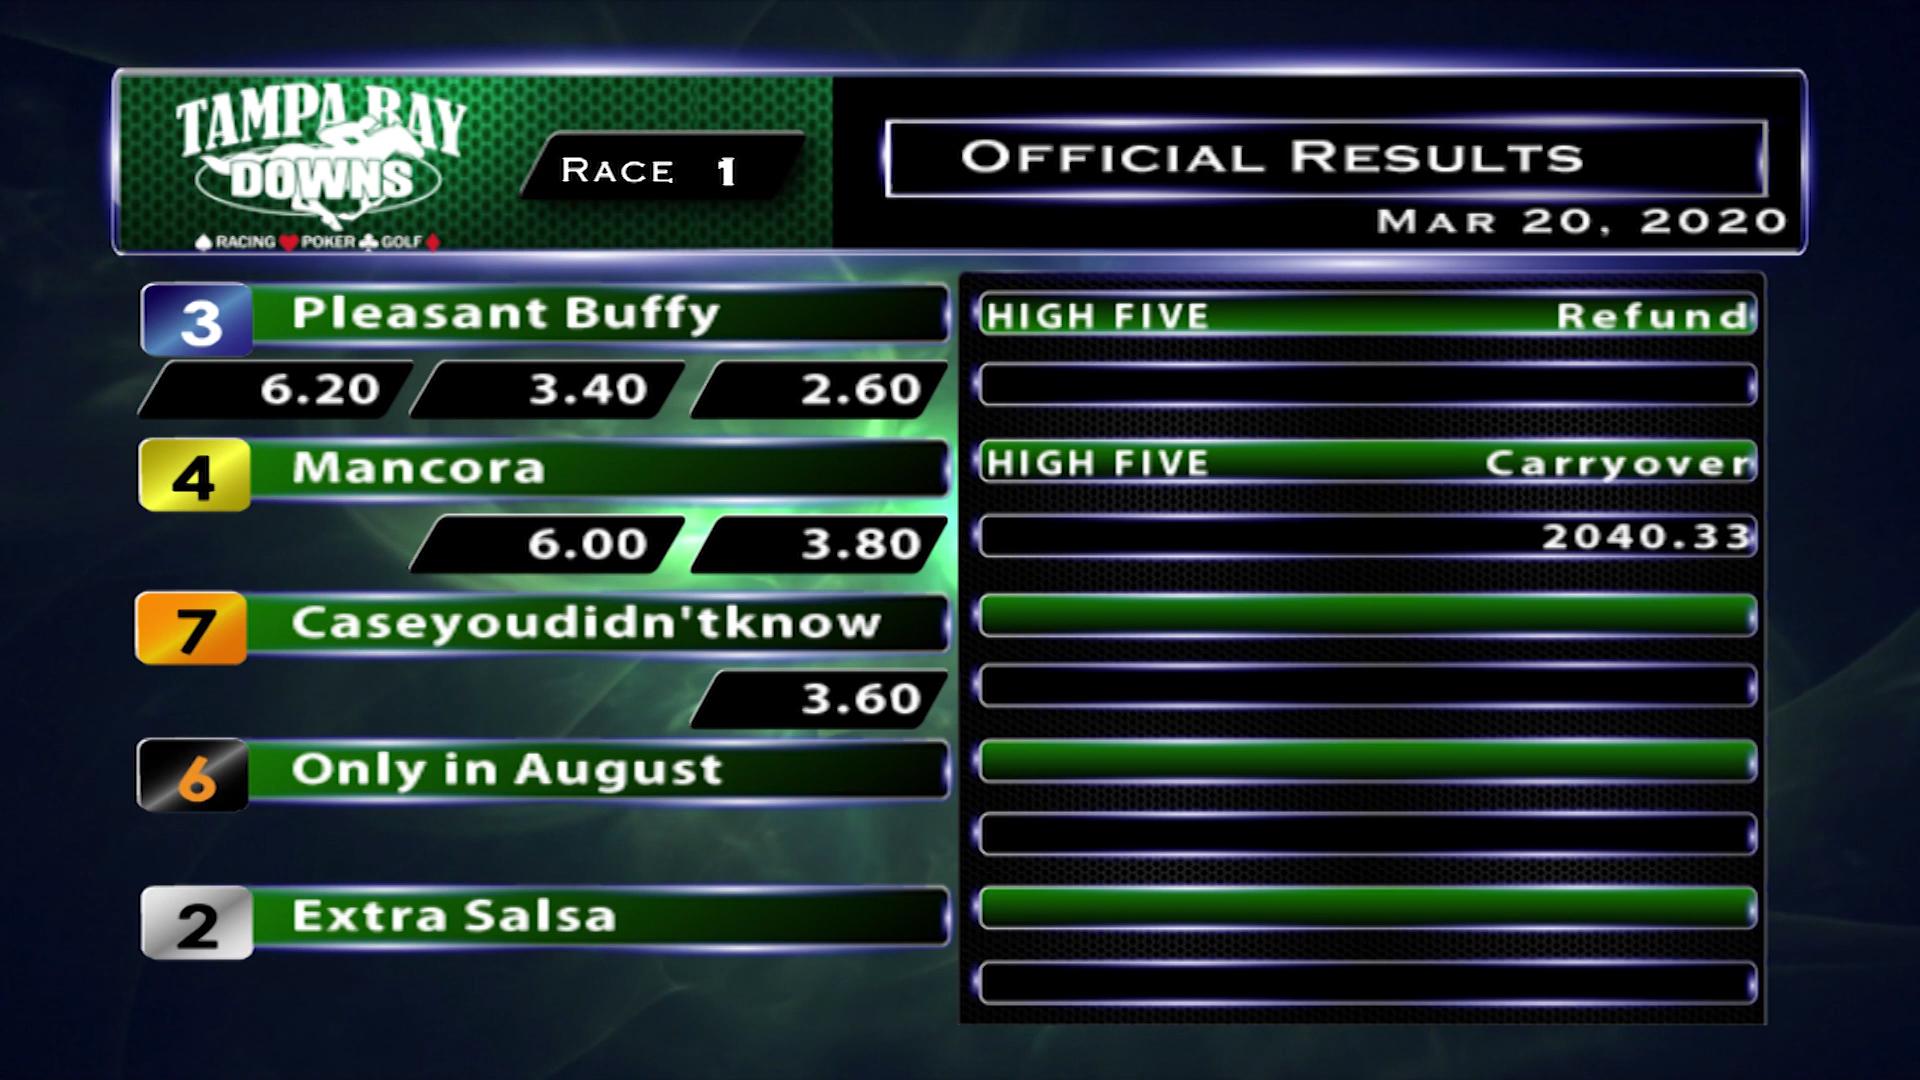 TAMPA BAY
DOWNS
RACING POKER GOLF
RACE 1
OFFICIAL RESULTS
MAR 20, 2020
3 Pleasant Buffy
6.20 3.40 2.60
4 Mancora
6.00 3.80
7 Caseyoudidn'tknow
3.60
6 Only in August
2 Extra Salsa
HIGH FIVE Refund
HIGH FIVE Carryover
2040.33